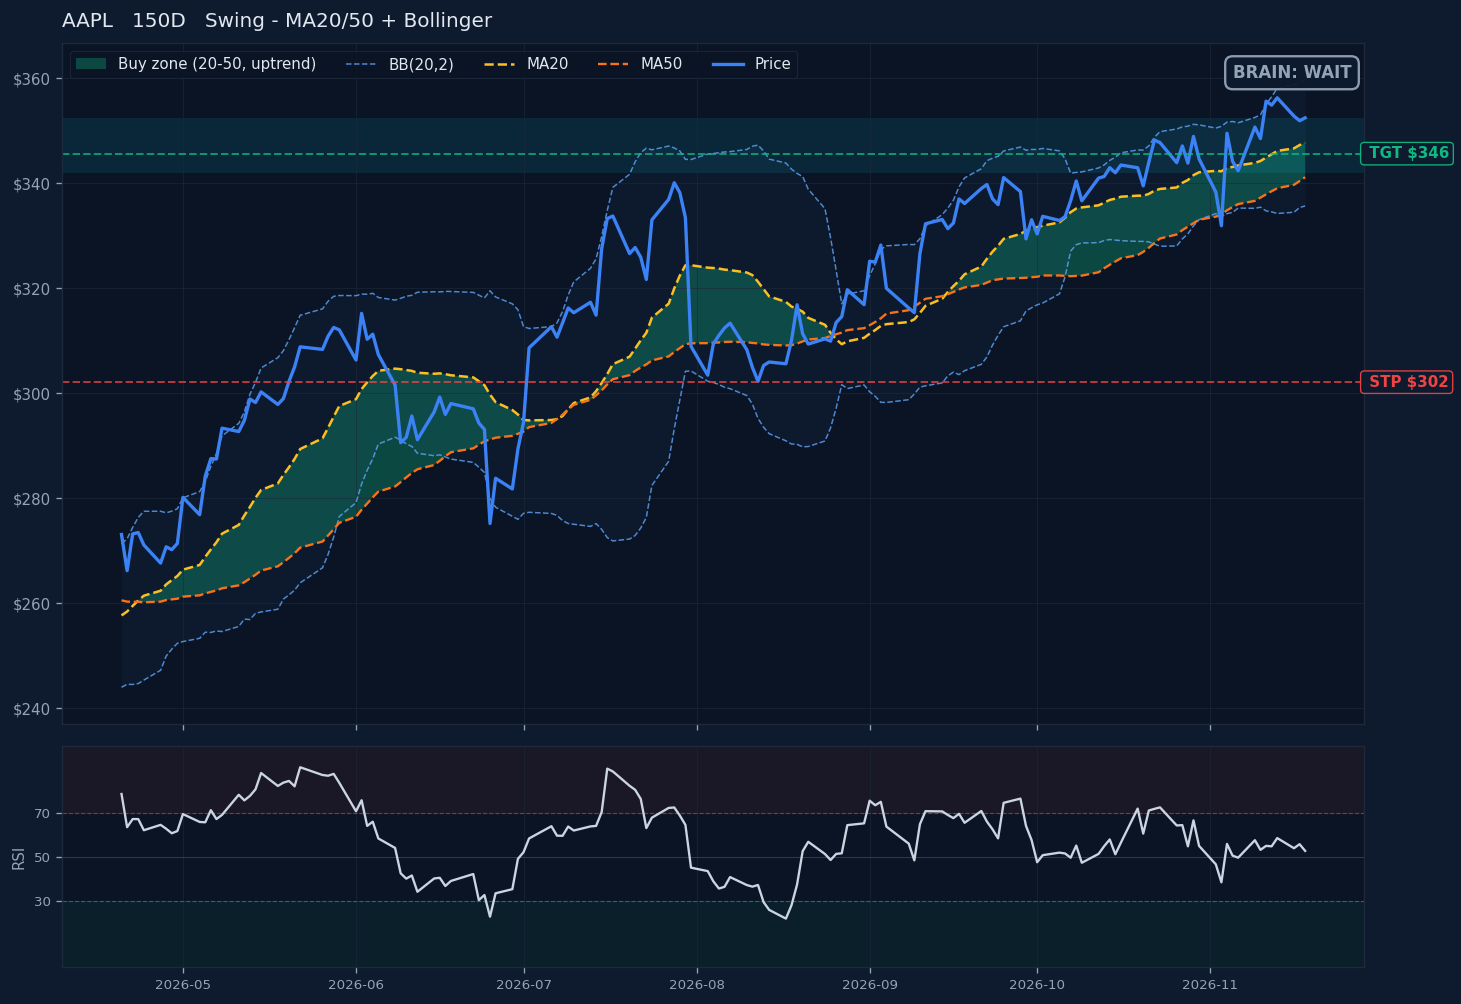 AAPL   150D   Swing - MA20/50 + Bollinger
Buy zone (20-50, uptrend)   BB(20,2)   MA20   MA50   Price
BRAIN: WAIT
$360
$340
$320
$300
$280
$260
$240
TGT $346
STP $302
RSI
70
50
30
2026-05   2026-06   2026-07   2026-08   2026-09   2026-10   2026-11